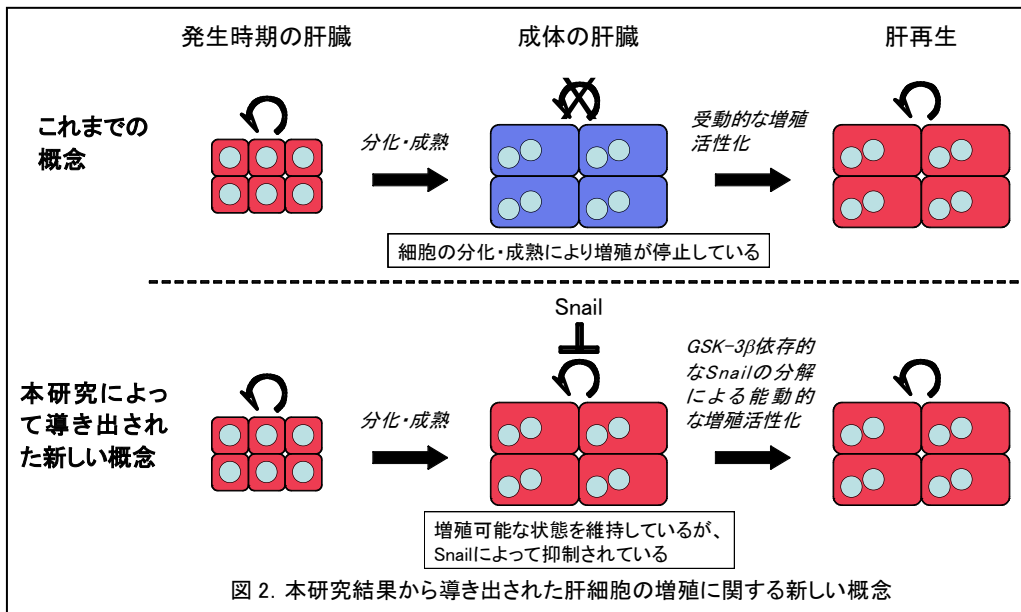 発生時期の肝臓
成体の肝臓
肝再生
これまでの
概念
分化・成熟
受動的な増殖
活性化
細胞の分化・成熟により増殖が停止している
Snail
本研究によっ
て導き出され
た新しい概念
分化・成熟
GSK-3β依存的
なSnailの分解
による能動的
な増殖活性化
増殖可能な状態を維持しているが、
Snailによって抑制されている
図 2. 本研究結果から導き出された肝細胞の増殖に関する新しい概念